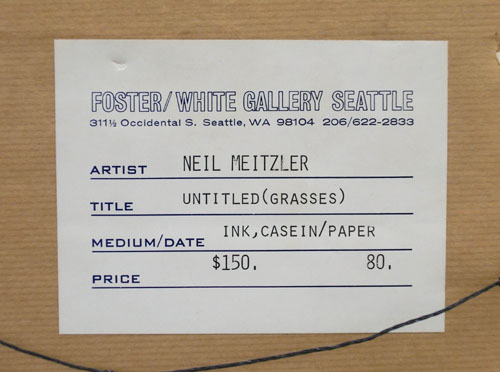 FOSTER/WHITE GALLERY SEATTLE
311½ Occidental S. Seattle, WA 98104 206/622-2833
ARTIST NEIL MEITZLER
TITLE UNTITLED(GRASSES)
MEDIUM/DATE INK,CASEIN/PAPER
PRICE $150. 80.